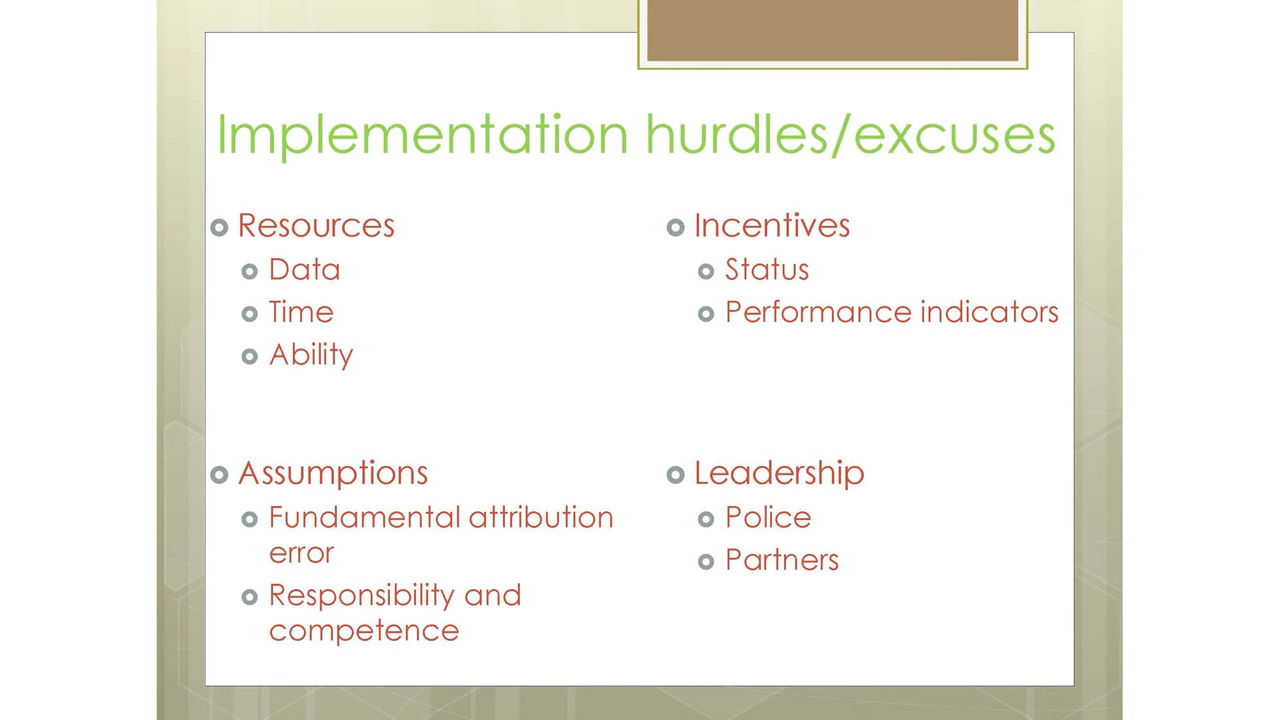 Implementation hurdles/excuses
Resources
Data
Time
Ability
Assumptions
Fundamental attribution
error
Responsibility and
competence
Incentives
Status
Performance indicators
Leadership
Police
Partners